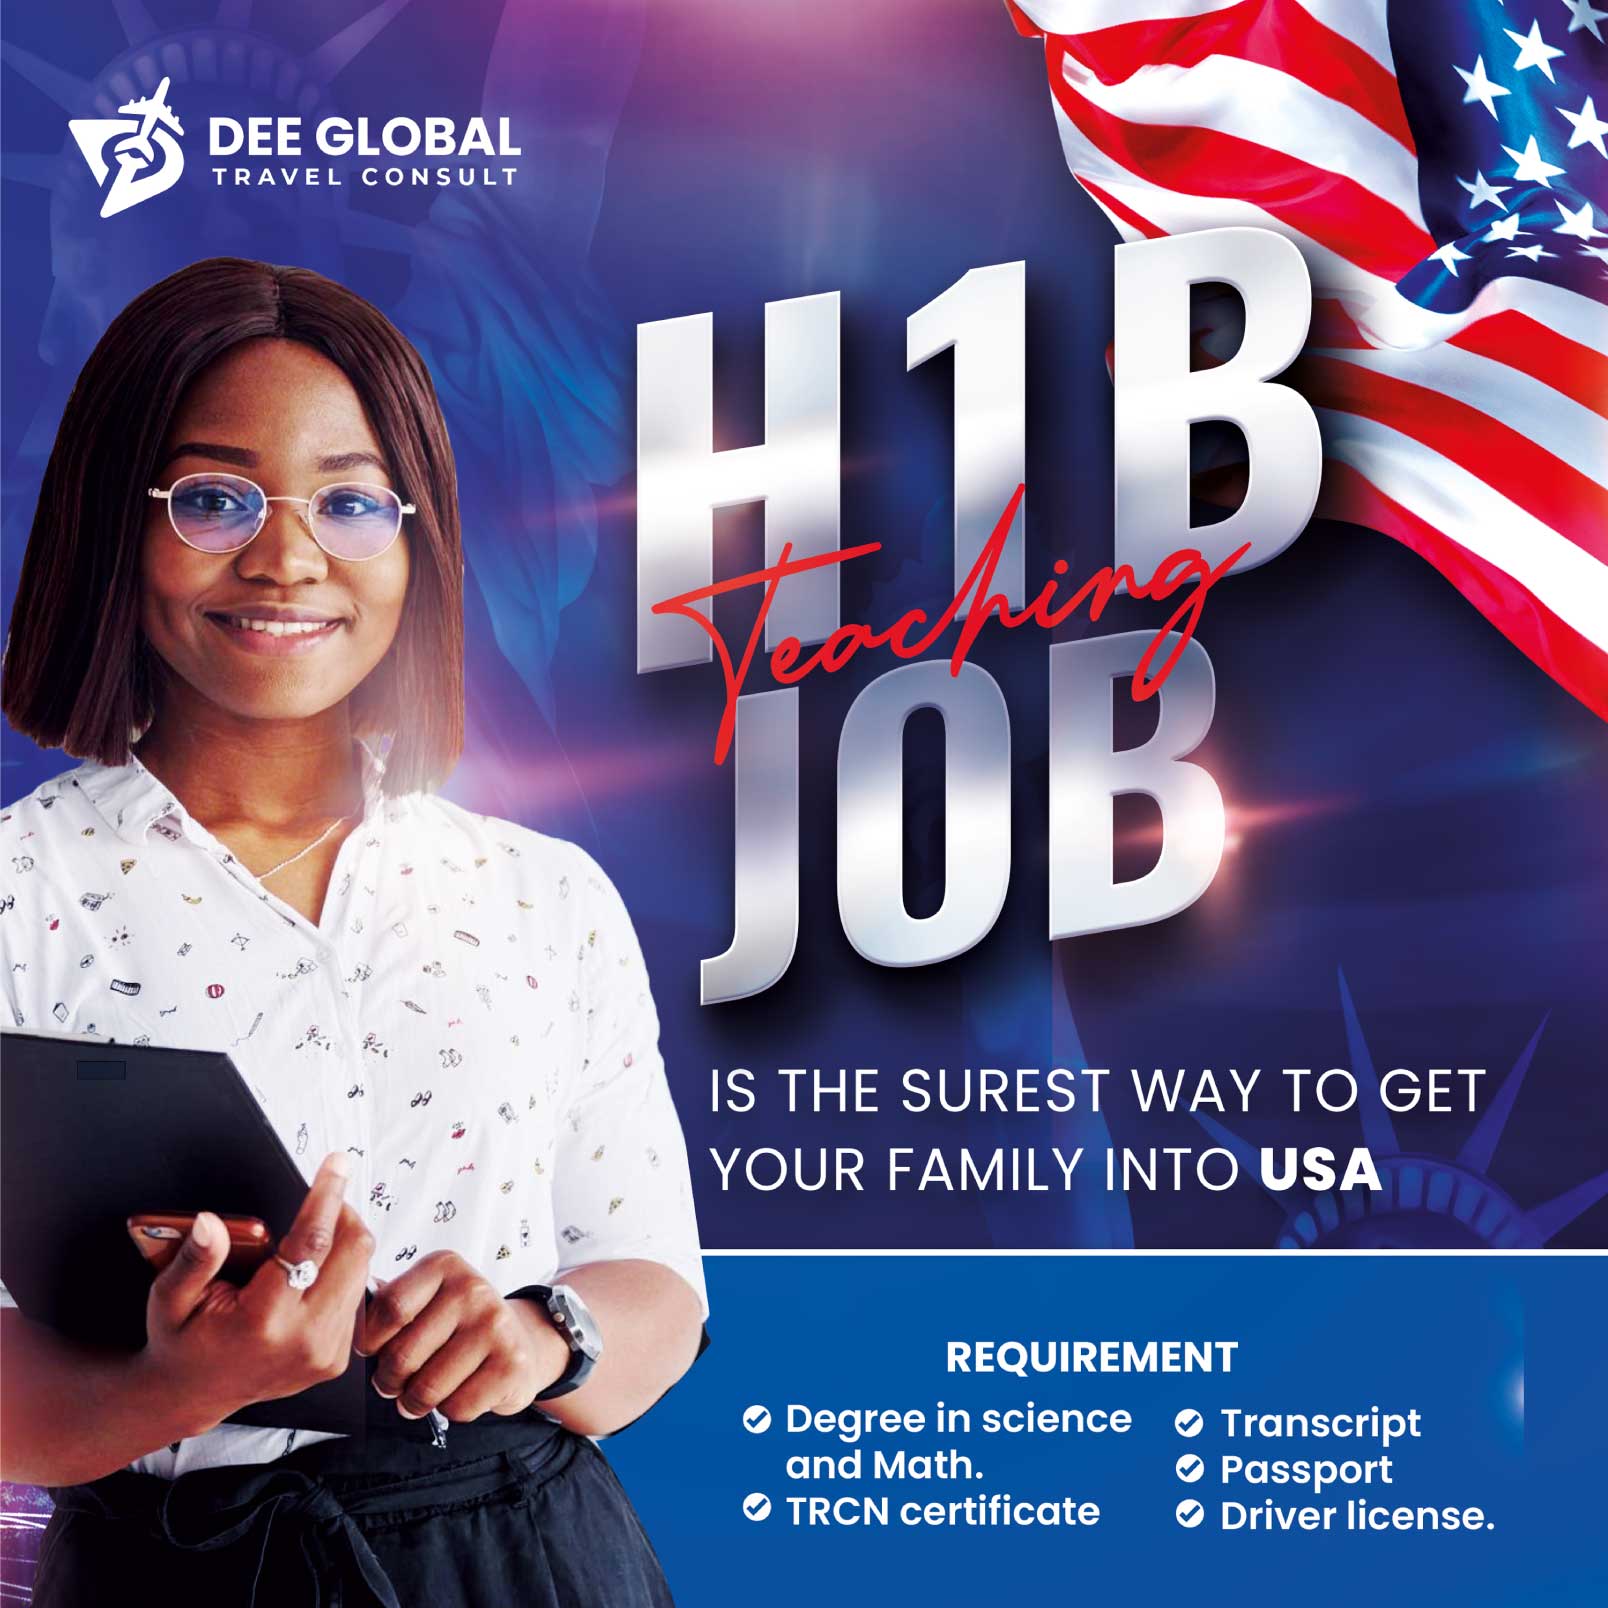 DEE GLOBAL
TRAVEL CONSULT
H1B
Teaching
JOB
IS THE SUREST WAY TO GET
YOUR FAMILY INTO USA
REQUIREMENT
Degree in science
and Math.
TRCN certificate
Transcript
Passport
Driver license.